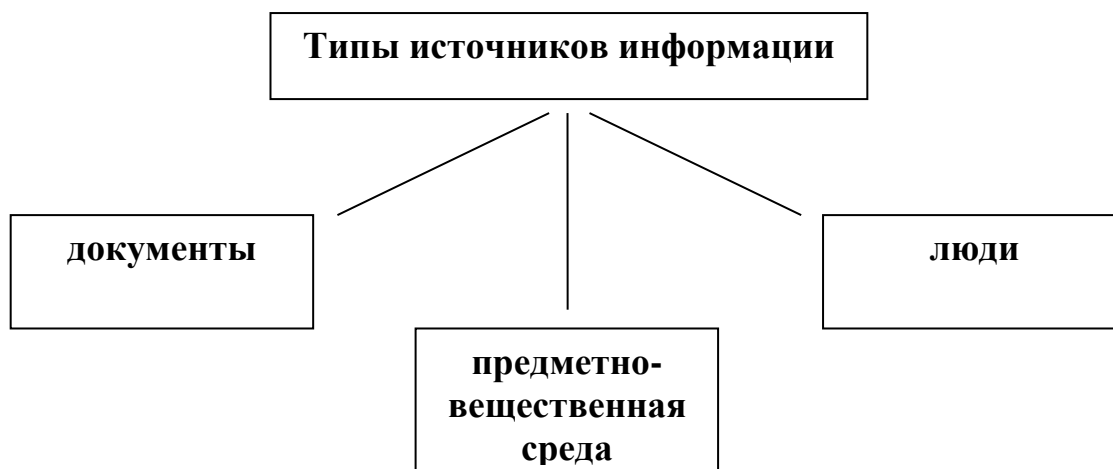 Типы источников информации
документы
люди
предметно-
вещественная
среда